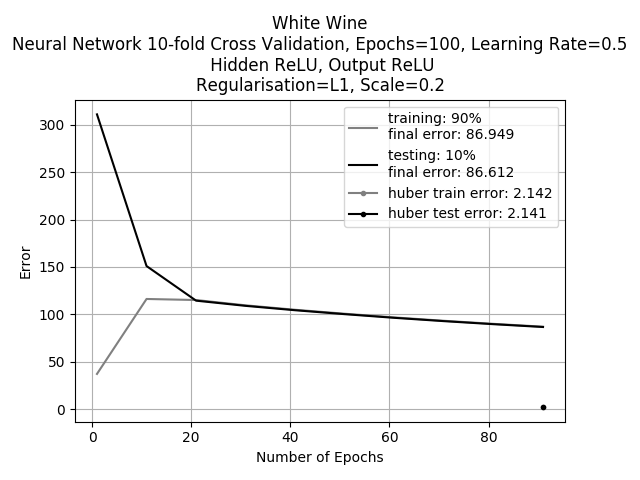 White Wine
Neural Network 10-fold Cross Validation, Epochs=100, Learning Rate=0.5
Hidden ReLU, Output ReLU
Regularisation=L1, Scale=0.2
training: 90%
final error: 86.949
testing: 10%
final error: 86.612
huber train error: 2.142
huber test error: 2.141
Error
300
250
200
150
100
50
0
0 20 40 60 80
Number of Epochs